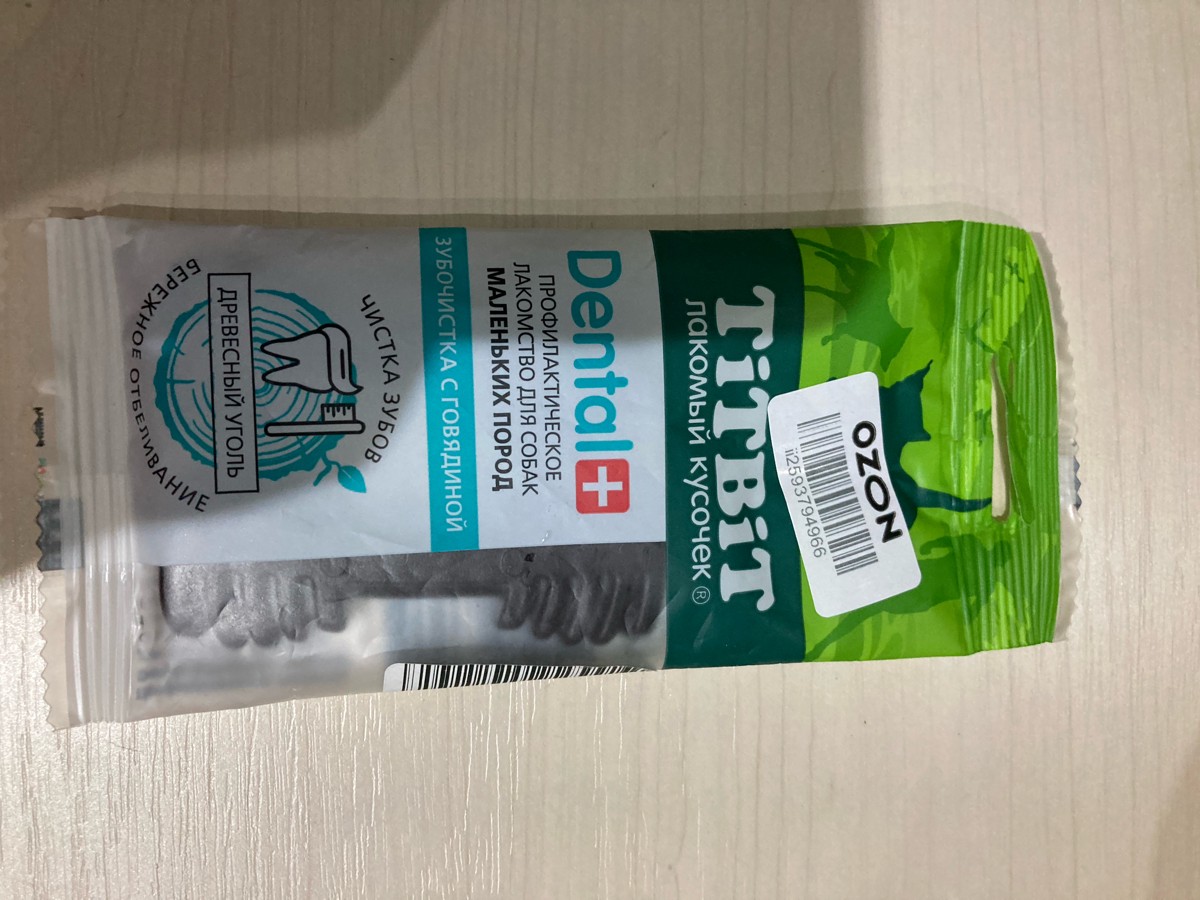 OZON
ii2593794966
TiTBiT
лакомый кусочек ®
Dental
ПРОФИЛАКТИЧЕСКОЕ
ЛАКОМСТВО ДЛЯ СОБАК
МАЛЕНЬКИХ ПОРОД
ЗУБОЧИСТКА С ГОВЯДИНОЙ
ЧИСТКА ЗУБОВ
ДРЕВЕСНЫЙ УГОЛЬ
БЕРЕЖНОЕ ОТБЕЛИВАНИЕ